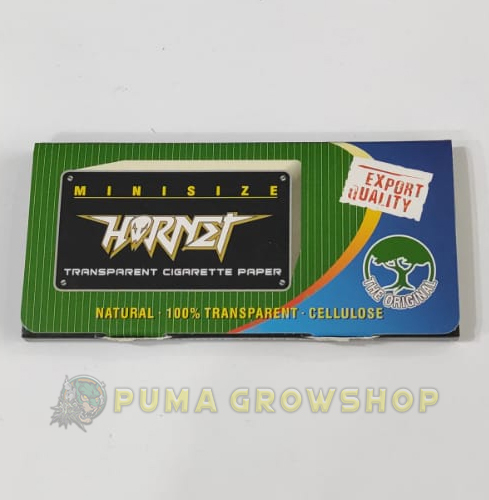 MINISIZE
HORNET
TRANSPARENT CIGARETTE PAPER
EXPORT
QUALITY
THE ORIGINAL
NATURAL · 100% TRANSPARENT · CELLULOSE
PUMA GROWSHOP